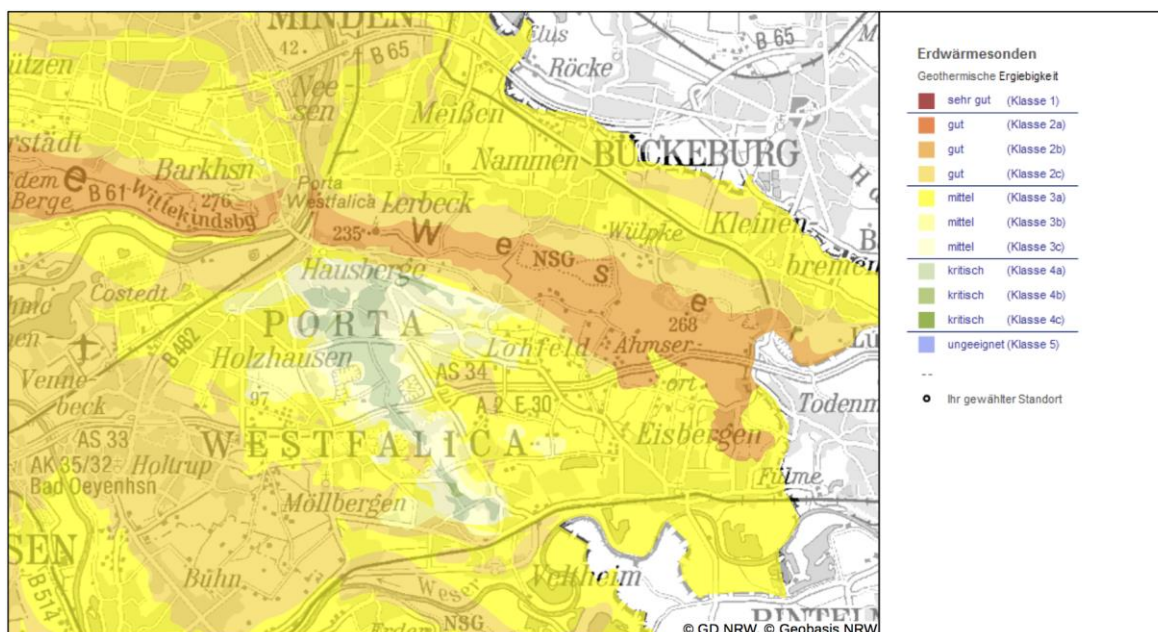 MINDEN
42
B 65
Clus
Röcke
B 65
ützen
Nee-
sen
Meißen
rstädt
Barkhsn
Nammen
BÜCKEBURG
dem
Berge
e
B 61
Wittekindsbg
276
Porta
Westfalica
Lerbeck
235
W
Wülpke
Kleinen-
bremen
NSG
s
e
Hausberge
Costedt
PORTA
268
Lü
B 482
Holzhausen
Lohfeld
Ahmser
ort
AS 34
Venne-
beck
97
A 2 E 30
Todenm
AS 33
WESTFALICA
Eisbergen
AK 35/32
Bad Oeyenhsn
Holtrup
Fülme
Möllbergen
SEN
B 514
Bühn
Weser
Veltheim
NSG
RINTELN
© GD NRW, © Geobasis NRW
Erdwärmesonden
Geothermische Ergiebigkeit
sehr gut (Klasse 1)
gut (Klasse 2a)
gut (Klasse 2b)
gut (Klasse 2c)
mittel (Klasse 3a)
mittel (Klasse 3b)
mittel (Klasse 3c)
kritisch (Klasse 4a)
kritisch (Klasse 4b)
kritisch (Klasse 4c)
ungeeignet (Klasse 5)
--
Ihr gewählter Standort